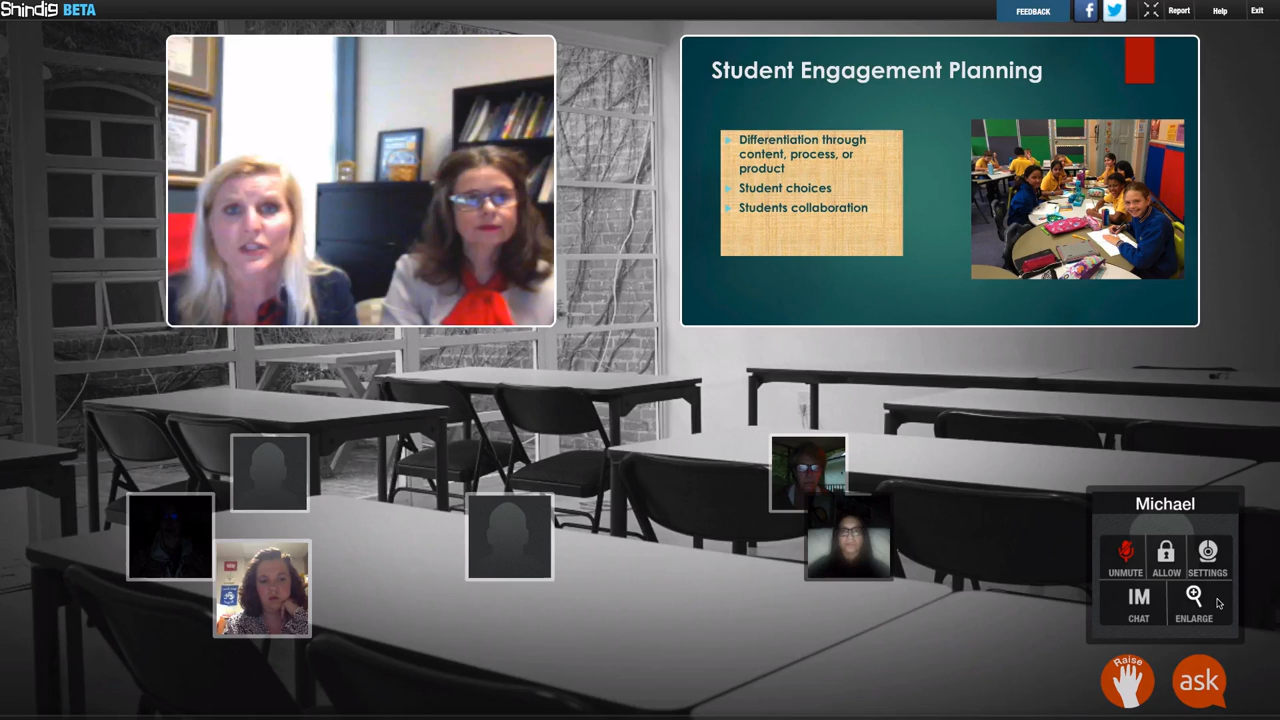 Shindig BETA
FEEDBACK
Report
Help
Exit
Student Engagement Planning
Differentiation through
content, process, or
product
Student choices
Students collaboration
Michael
UNMUTE
ALLOW
SETTINGS
IM
CHAT
ENLARGE
Raise
ask